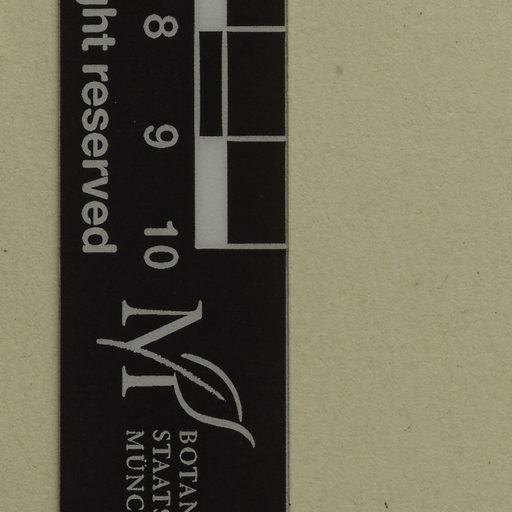 ght reserved
8
9
10
M
BOTAN
STAATS
MÜNC